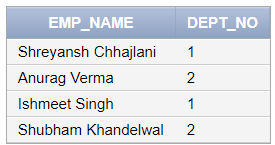 EMP_NAME DEPT_NO
Shreyansh Chhajlani 1
Anurag Verma 2
Ishmeet Singh 1
Shubham Khandelwal 2